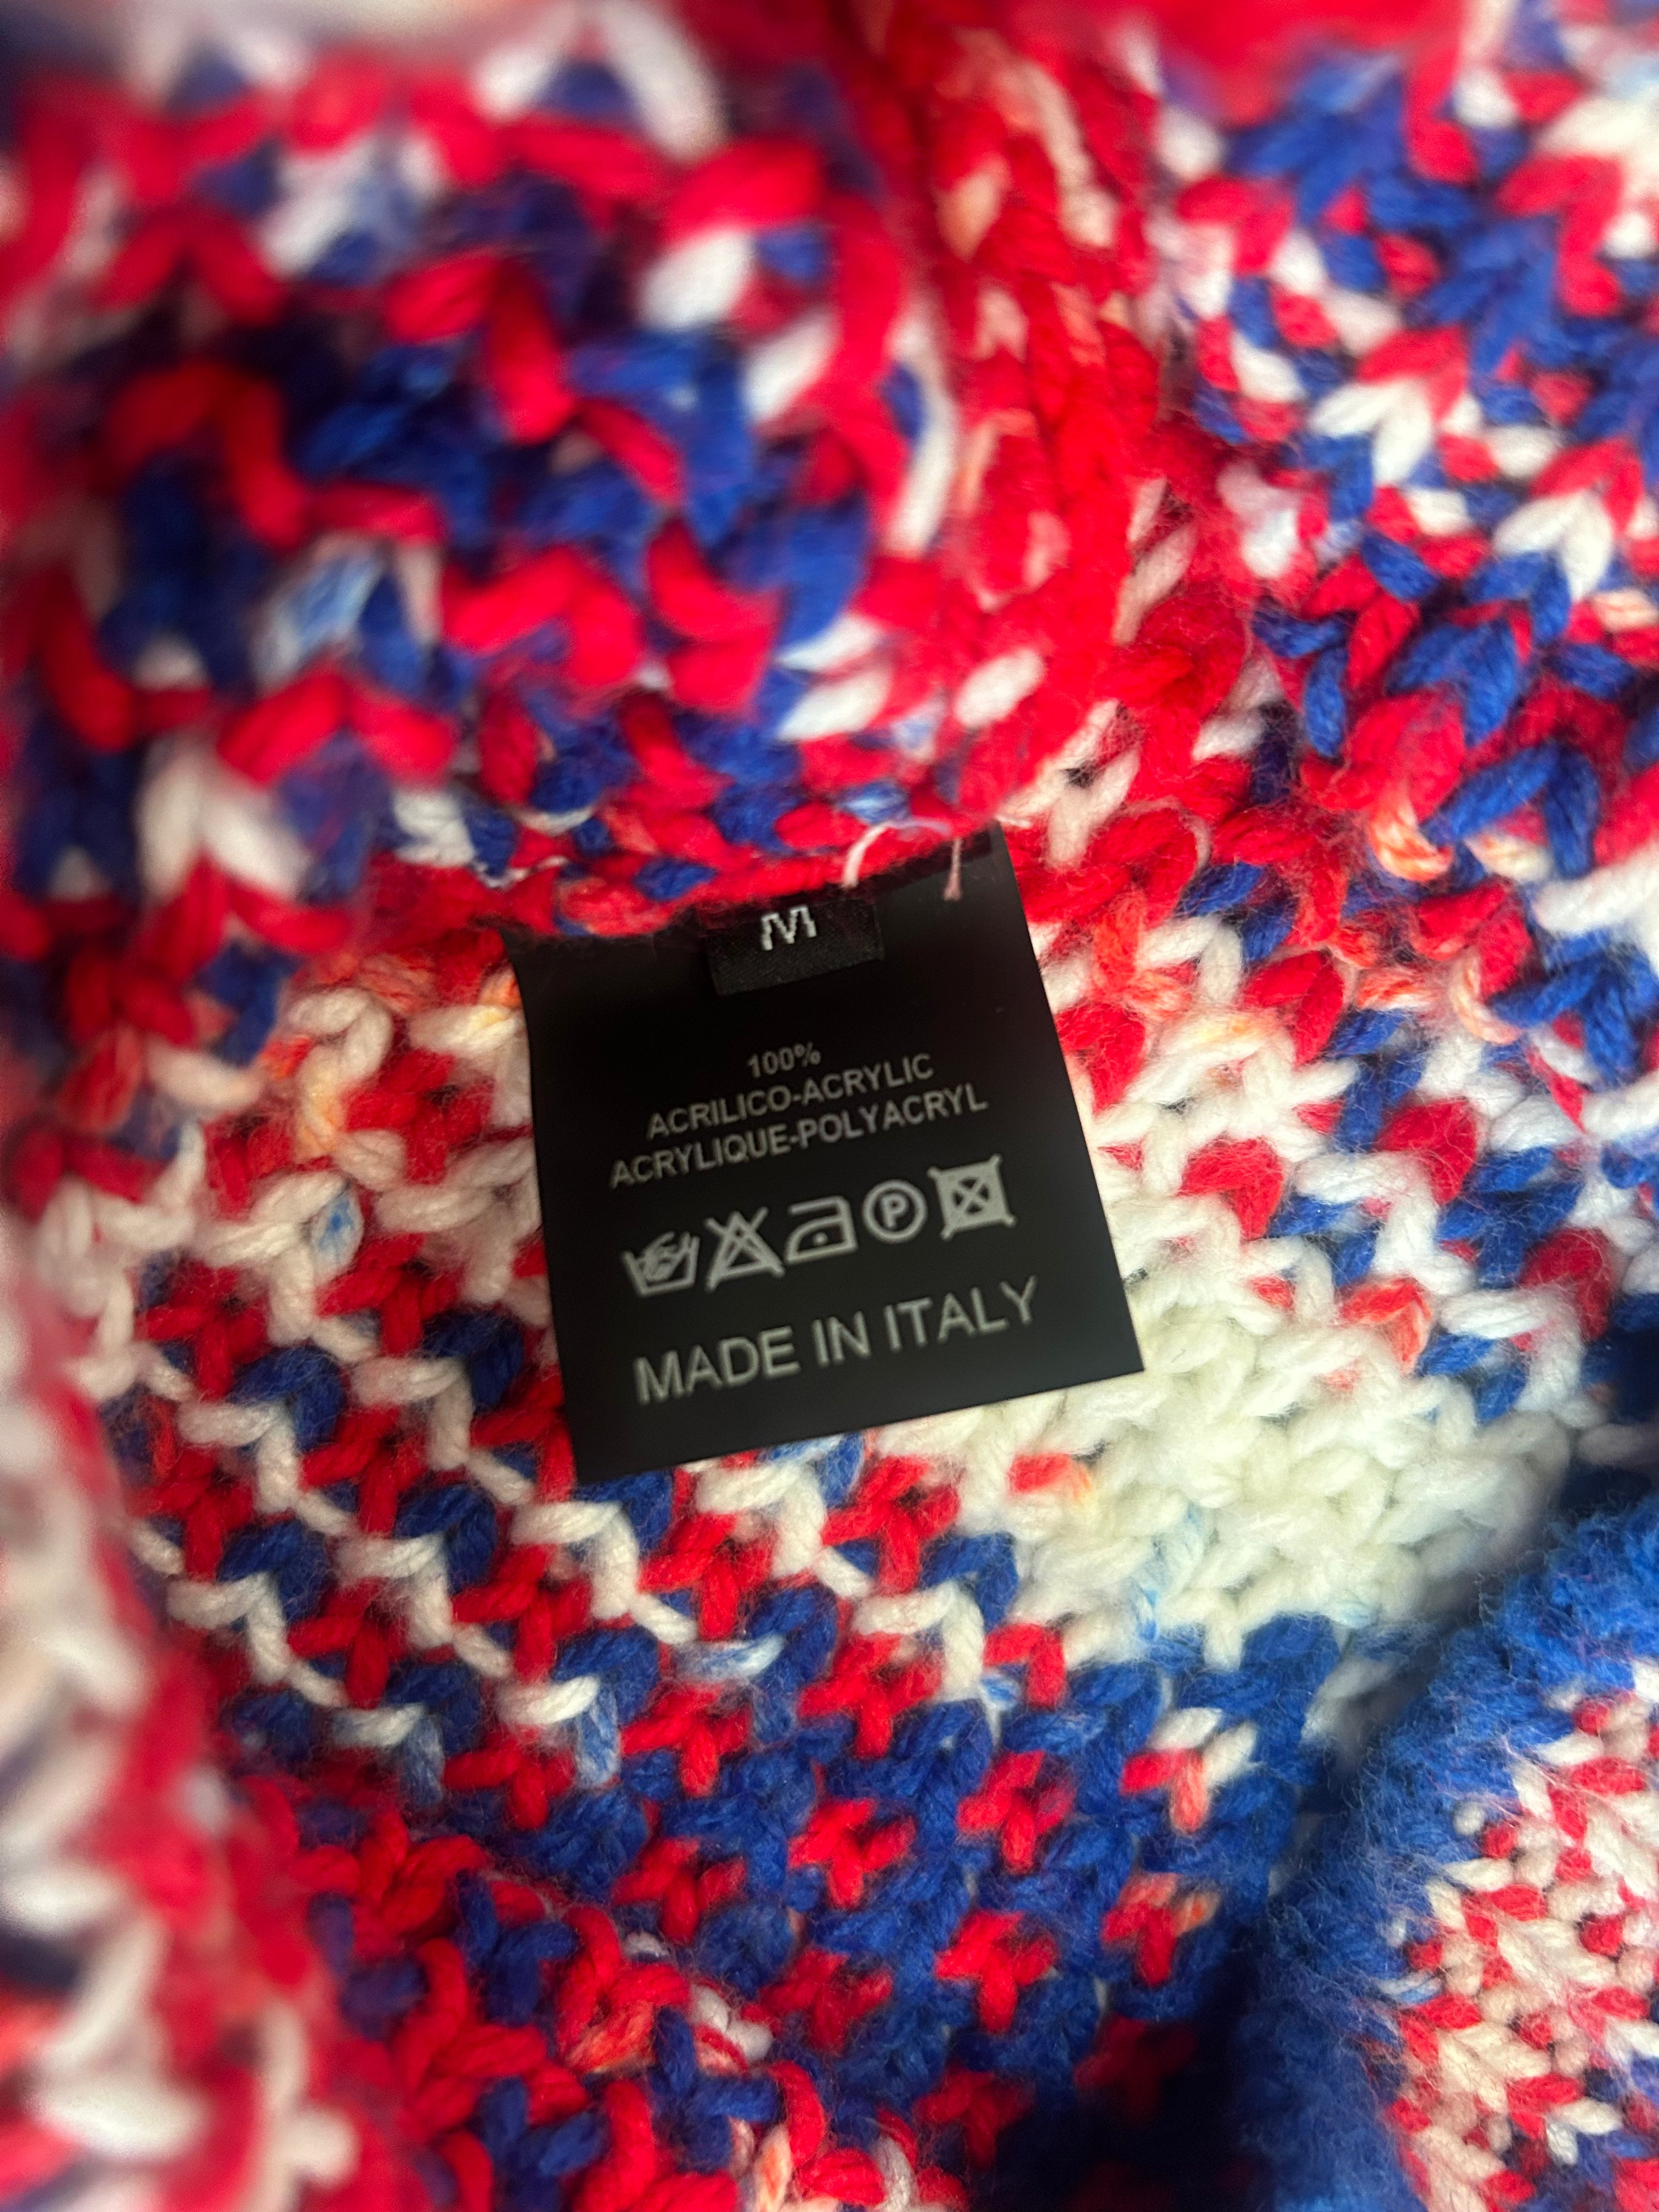 M
100%
ACRILICO-ACRYLIC
ACRYLIQUE-POLYACRYL
P
MADE IN ITALY